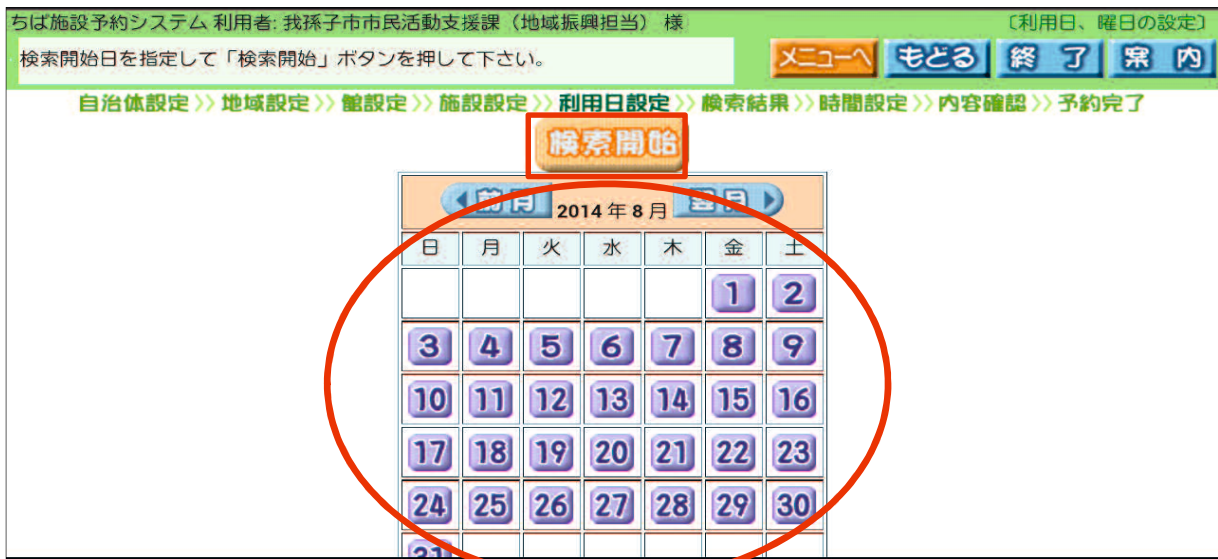 ちば施設予約システム 利用者: 我孫子市市民活動支援課（地域振興担当） 様 〔利用日、曜日の設定〕
検索開始日を指定して「検索開始」ボタンを押して下さい。 メニューへ もどる 終了 案内
自治体設定>>地域設定>>館設定>>施設設定>>利用日設定>>検索結果>>時間設定>>内容確認>>予約完了
検索開始
前月 2014 年 8 月 翌月
日 月 火 水 木 金 土
1 2
3 4 5 6 7 8 9
10 11 12 13 14 15 16
17 18 19 20 21 22 23
24 25 26 27 28 29 30
31